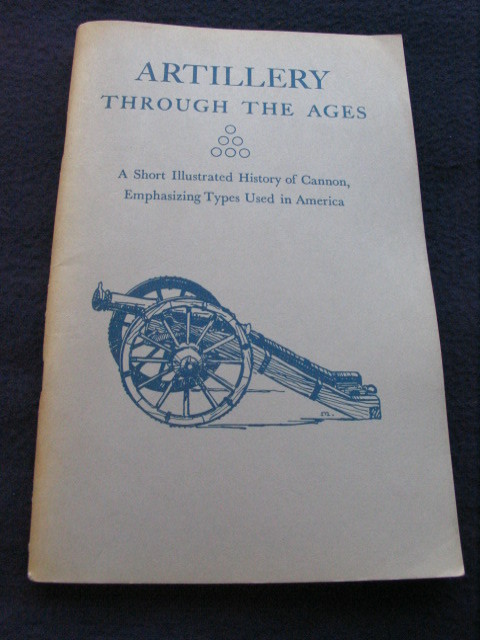 ARTILLERY
THROUGH THE AGES
A Short Illustrated History of Cannon,
Emphasizing Types Used in America